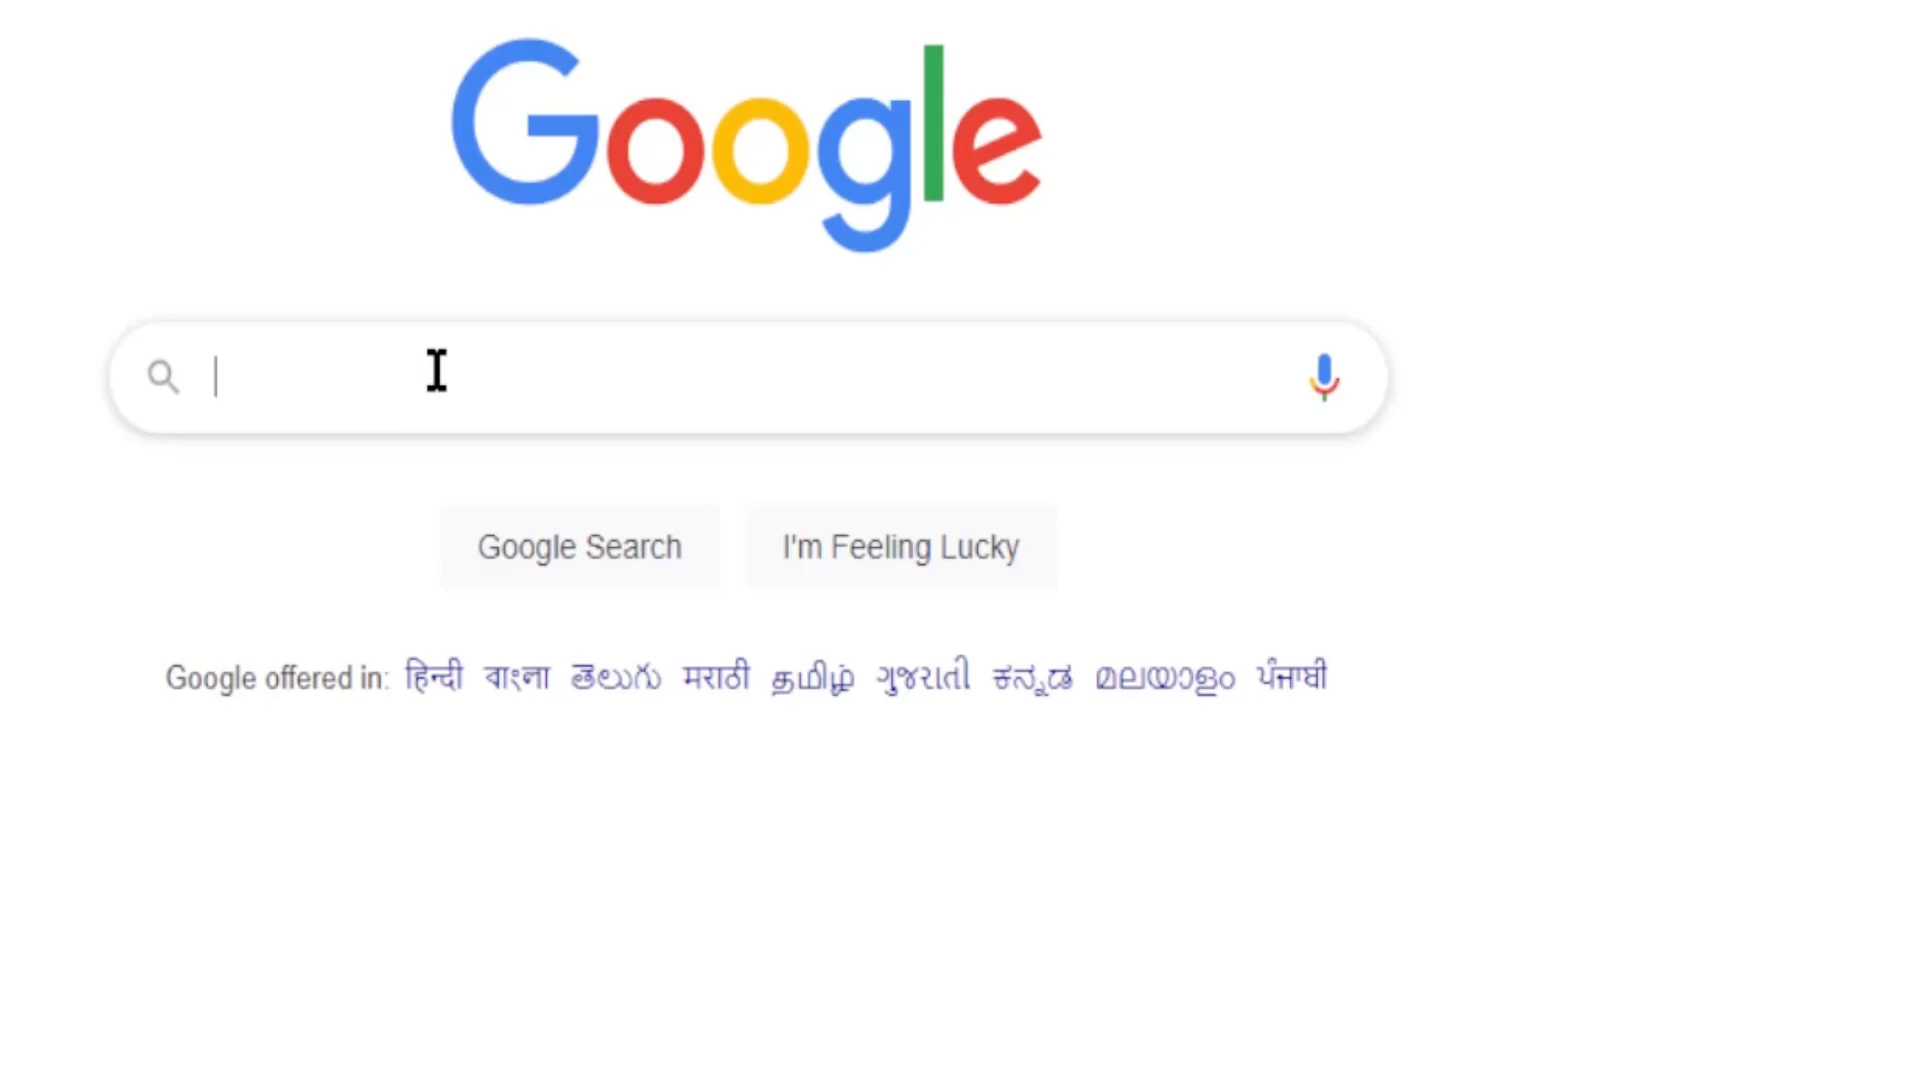 Google
Google Search
I'm Feeling Lucky
Google offered in: हिन्दी বাংলা తెలుగు मराठी தமிழ் ગુજરાતી ಕನ್ನಡ മലയാളം ਪੰਜਾਬੀ